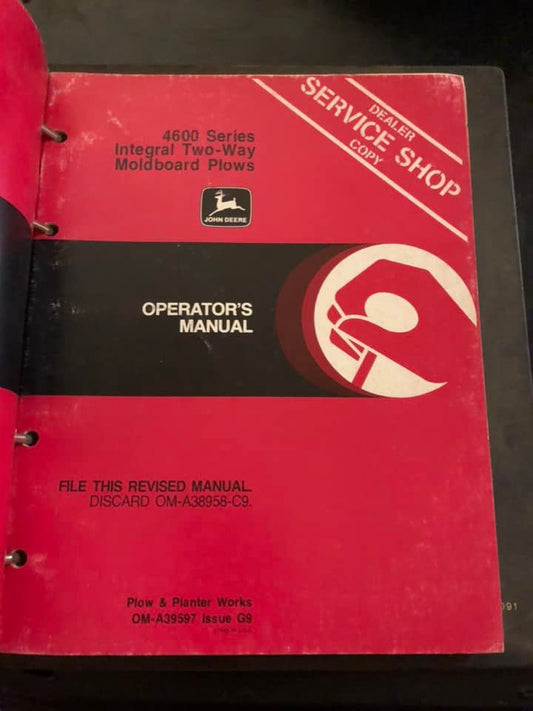 DEALER
SERVICE SHOP
COPY
4600 Series
Integral Two-Way
Moldboard Plows
JOHN DEERE
OPERATOR'S
MANUAL
FILE THIS REVISED MANUAL.
DISCARD OM-A38958-C9.
Plow & Planter Works
OM-A39597 Issue G9
091